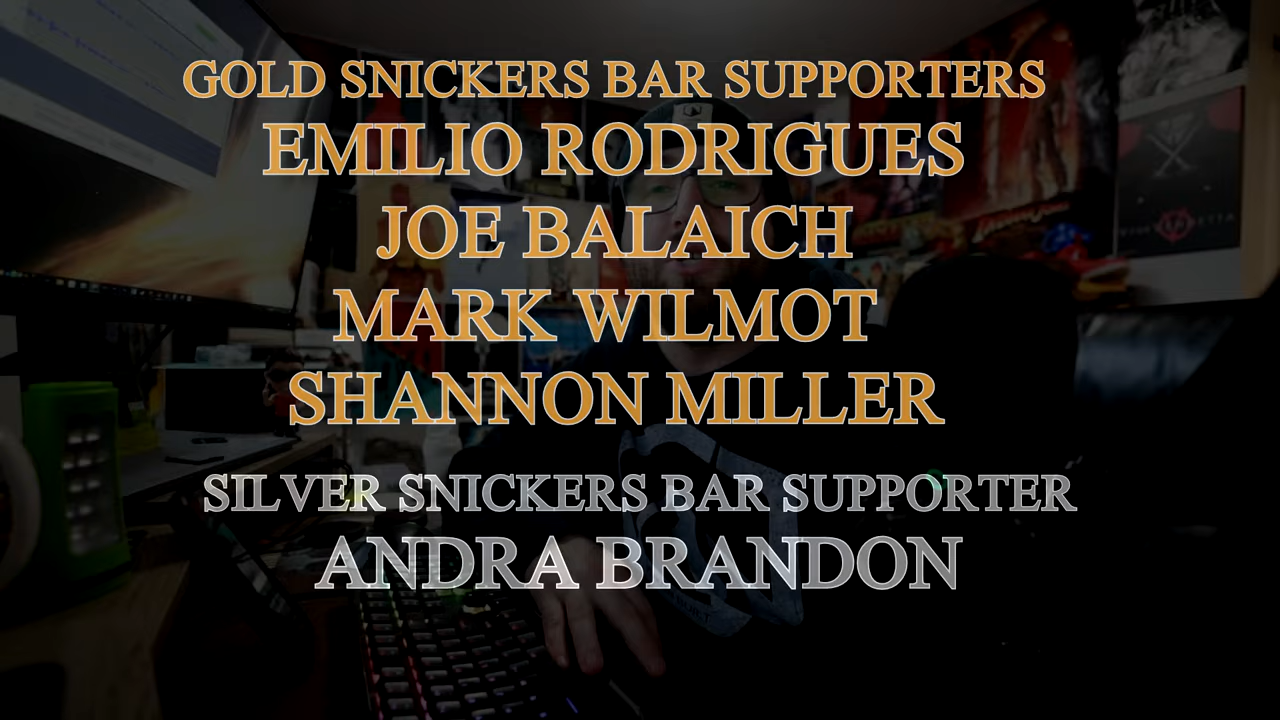 GOLD SNICKERS BAR SUPPORTERS
EMILIO RODRIGUES
JOE BALAICH
MARK WILMOT
SHANNON MILLER
SILVER SNICKERS BAR SUPPORTER
ANDRA BRANDON